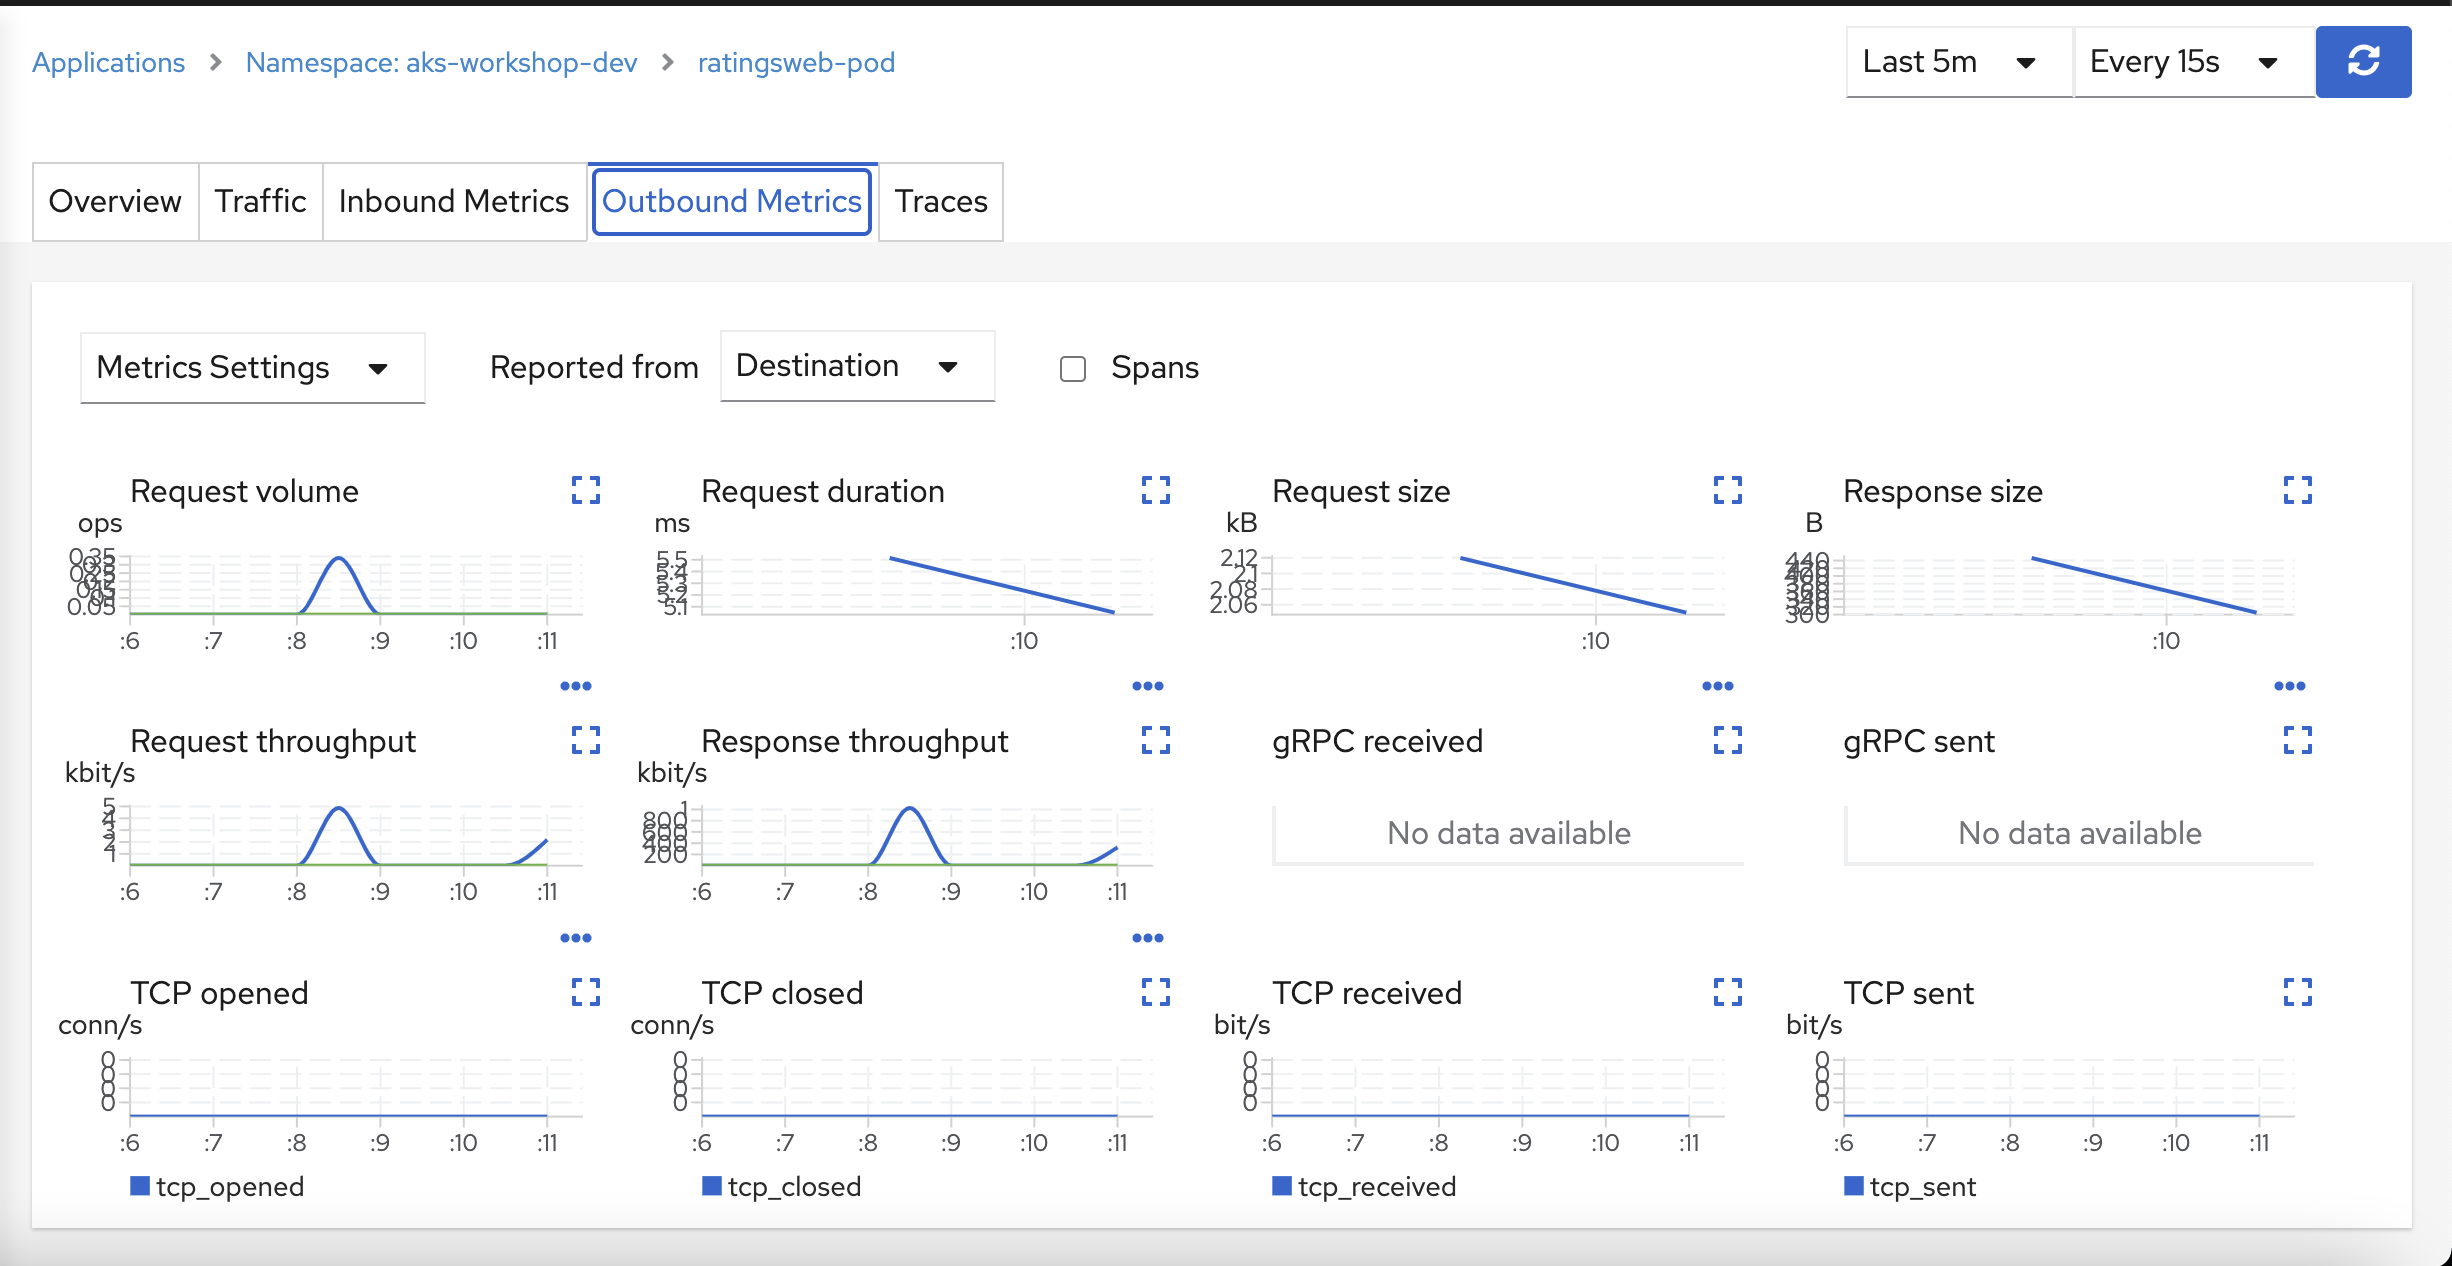 Applications > Namespace: aks-workshop-dev > ratingsweb-pod
Last 5m
Every 15s
Overview
Traffic
Inbound Metrics
Outbound Metrics
Traces
Metrics Settings
Reported from
Destination
Spans
Request volume
ops
0.35
0.05
:6 :7 :8 :9 :10 :11
Request duration
ms
5.5
5.4
5.3
5.2
5.1
:10
Request size
kB
2.12
2.1
2.08
2.06
:10
Response size
B
440
300
:10
Request throughput
kbit/s
5
4
3
2
1
:6 :7 :8 :9 :10 :11
Response throughput
kbit/s
1
800
600
400
200
:6 :7 :8 :9 :10 :11
gRPC received
No data available
gRPC sent
No data available
TCP opened
conn/s
0
0
0
0
:6 :7 :8 :9 :10 :11
tcp_opened
TCP closed
conn/s
0
0
0
0
:6 :7 :8 :9 :10 :11
tcp_closed
TCP received
bit/s
0
0
0
0
:6 :7 :8 :9 :10 :11
tcp_received
TCP sent
bit/s
0
0
0
0
:6 :7 :8 :9 :10 :11
tcp_sent